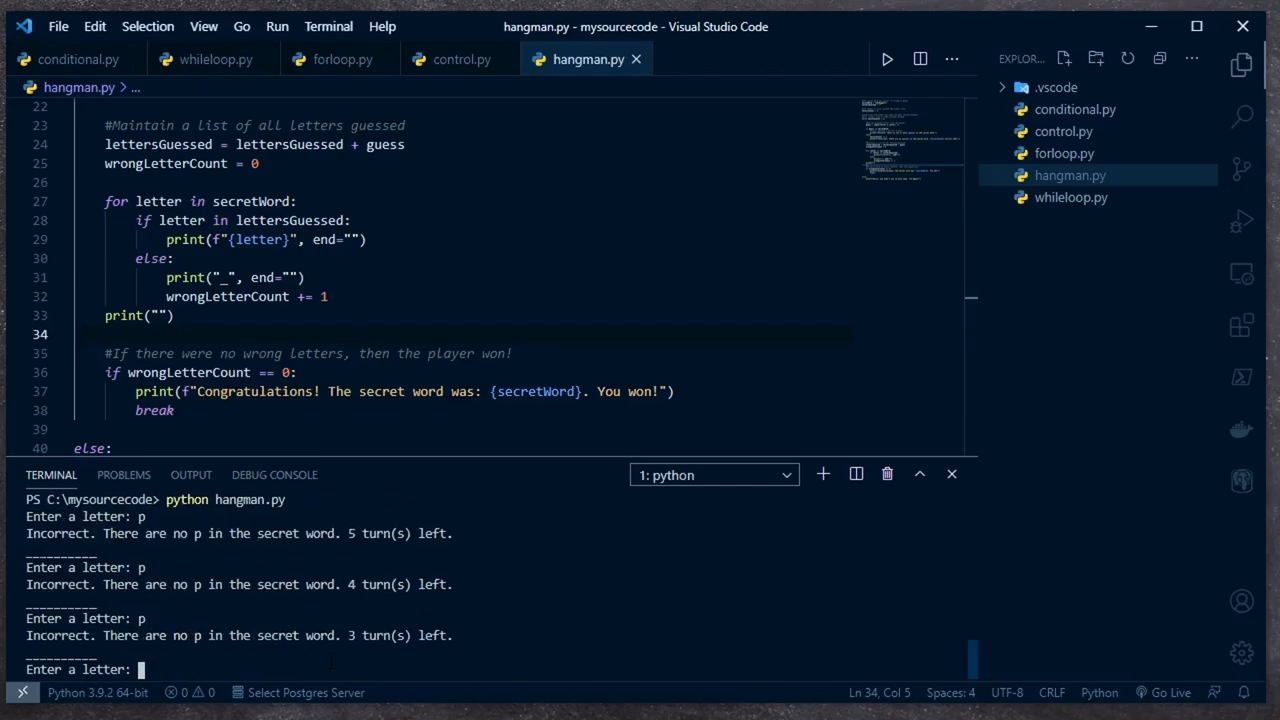 File Edit Selection View Go Run Terminal Help hangman.py - mysourcecode - Visual Studio Code
conditional.py whileloop.py forloop.py control.py hangman.py
EXPLOR...
hangman.py > ...
.vscode
conditional.py
control.py
forloop.py
hangman.py
whileloop.py
22
23 #Maintain a list of all letters guessed
24 lettersGuessed = lettersGuessed + guess
25 wrongLetterCount = 0
26
27 for letter in secretWord:
28 if letter in lettersGuessed:
29 print(f"{letter}", end="")
30 else:
31 print("_", end="")
32 wrongLetterCount += 1
33 print("")
34
35 #If there were no wrong letters, then the player won!
36 if wrongLetterCount == 0:
37 print(f"Congratulations! The secret word was: {secretWord}. You won!")
38 break
39
40 else:
TERMINAL PROBLEMS OUTPUT DEBUG CONSOLE 1: python
PS C:\mysourcecode> python hangman.py
Enter a letter: p
Incorrect. There are no p in the secret word. 5 turn(s) left.
__________
Enter a letter: p
Incorrect. There are no p in the secret word. 4 turn(s) left.
__________
Enter a letter: p
Incorrect. There are no p in the secret word. 3 turn(s) left.
__________
Enter a letter:
Python 3.9.2 64-bit 0 0 Select Postgres Server Ln 34, Col 5 Spaces: 4 UTF-8 CRLF Python Go Live